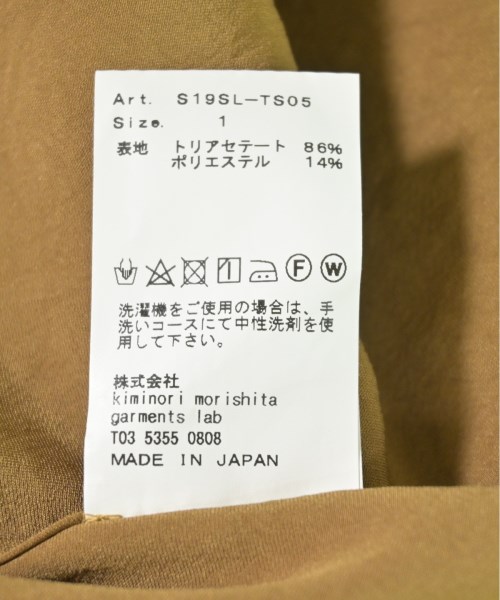 Art. S19SL-TS05
Size. 1
表地 トリアセテート 86%
ポリエステル 14%
F W
洗濯機をご使用の場合は、手
洗いコースにて中性洗剤を使
用して下さい。
株式会社
kiminori morishita
garments lab
T03 5355 0808
MADE IN JAPAN